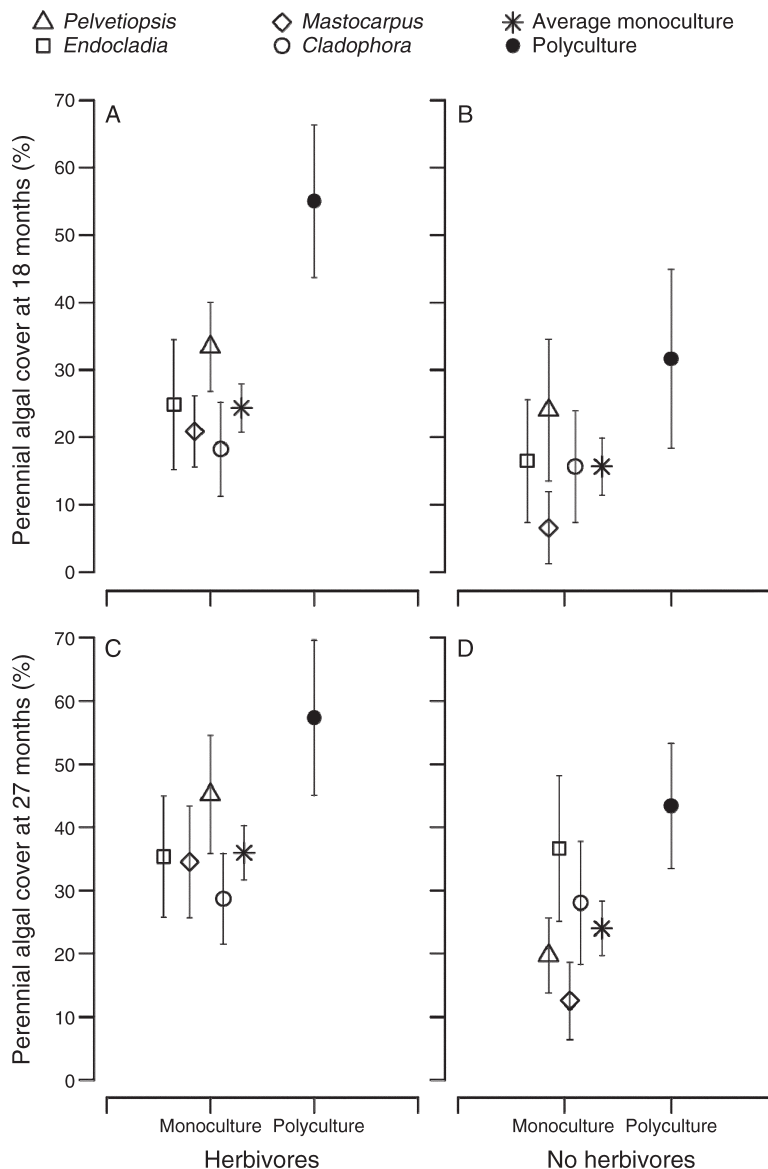 Pelvetiopsis Mastocarpus Average monoculture
Endocladia Cladophora Polyculture
A
B
Perennial algal cover at 18 months (%)
70
60
50
40
30
20
10
0
C
D
Perennial algal cover at 27 months (%)
70
60
50
40
30
20
10
0
Monoculture Polyculture Monoculture Polyculture
Herbivores No herbivores